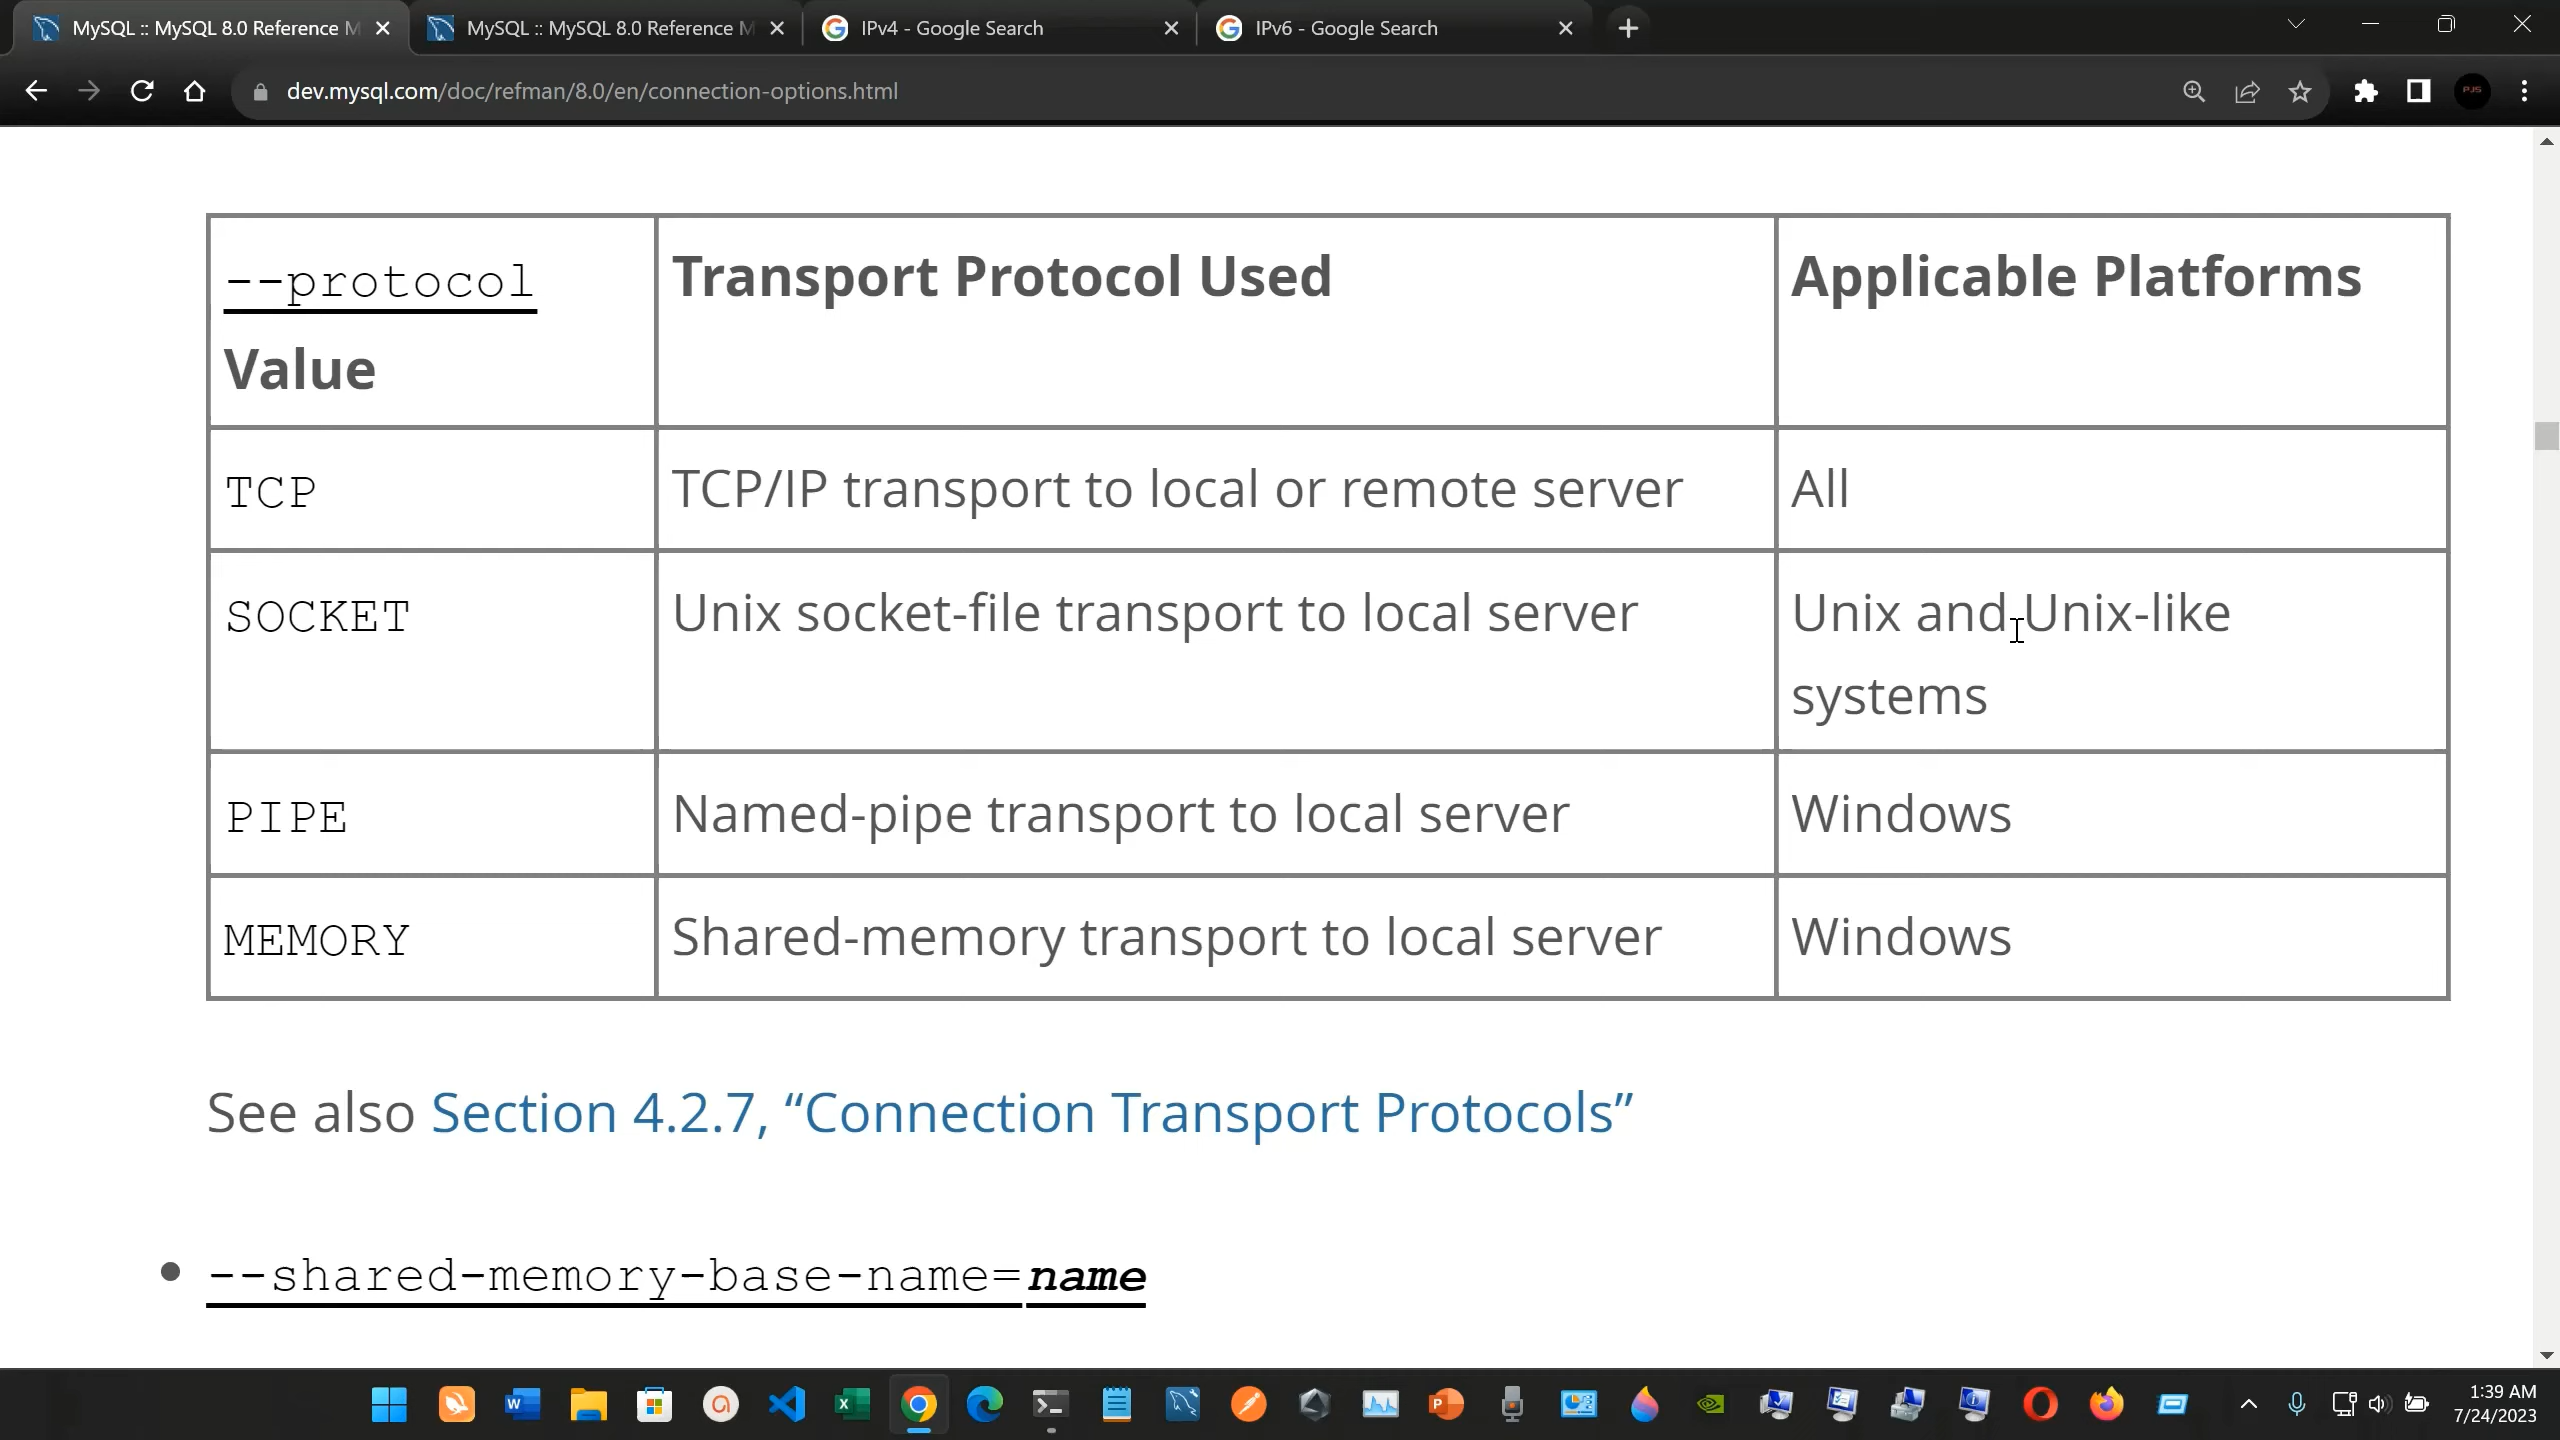 MySQL :: MySQL 8.0 Reference M
MySQL :: MySQL 8.0 Reference M
IPv4 - Google Search
IPv6 - Google Search
dev.mysql.com/doc/refman/8.0/en/connection-options.html
PJS
--protocol Transport Protocol Used Applicable Platforms
Value
TCP TCP/IP transport to local or remote server All
SOCKET Unix socket-file transport to local server Unix and Unix-like
systems
PIPE Named-pipe transport to local server Windows
MEMORY Shared-memory transport to local server Windows
See also Section 4.2.7, “Connection Transport Protocols”
--shared-memory-base-name=name
1:39 AM
7/24/2023